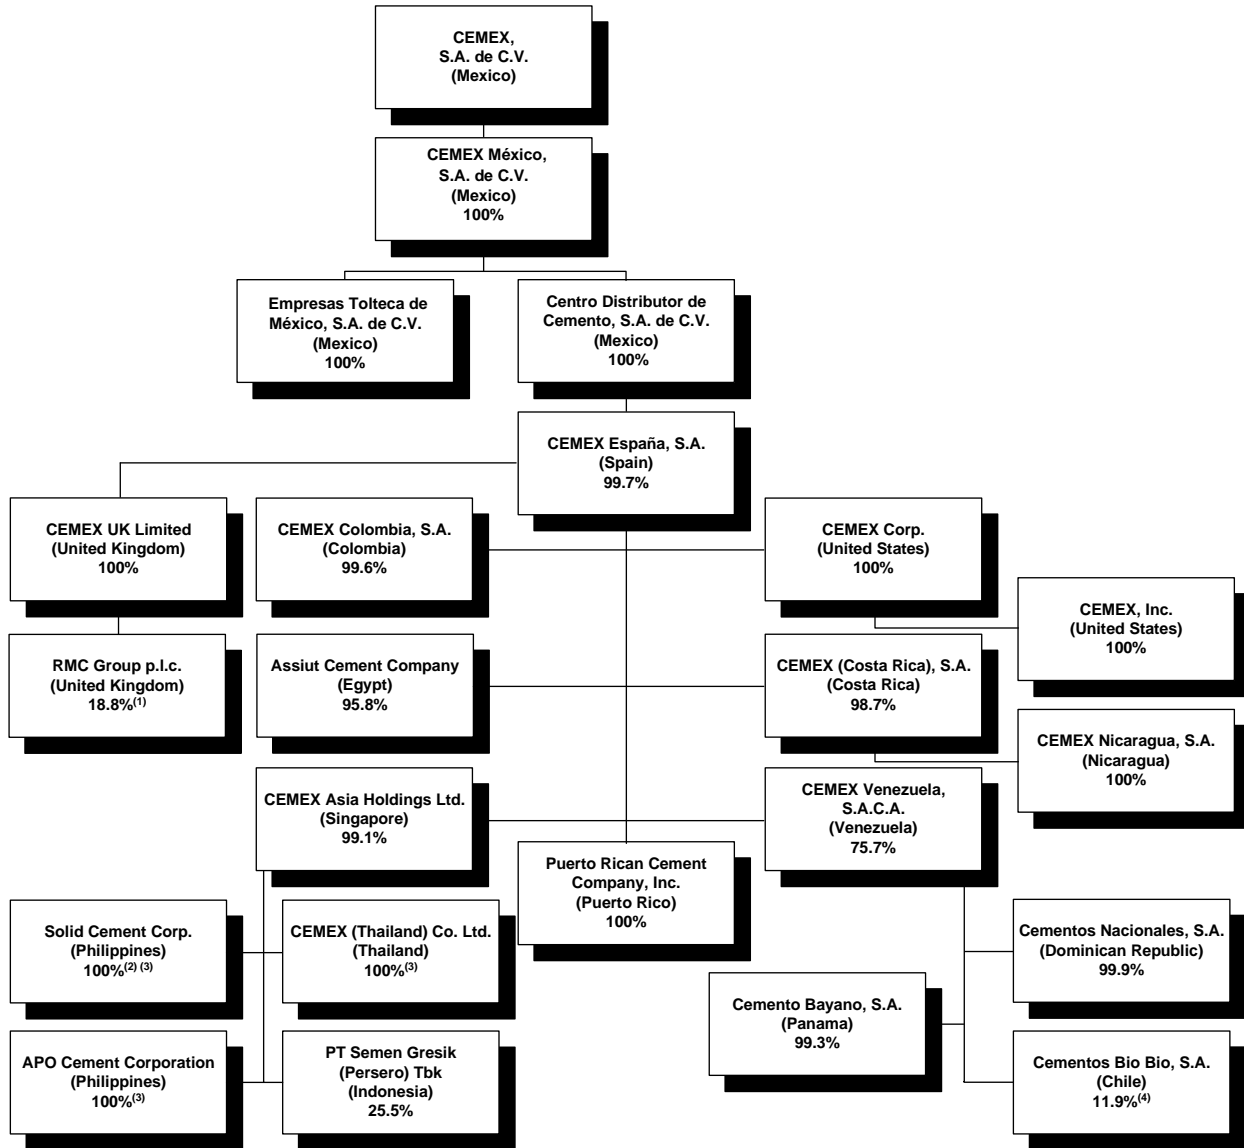 CEMEX,
S.A. de C.V.
(Mexico)
CEMEX México,
S.A. de C.V.
(Mexico)
100%
Empresas Tolteca de
México, S.A. de C.V.
(Mexico)
100%
Centro Distributor de
Cemento, S.A. de C.V.
(Mexico)
100%
CEMEX España, S.A.
(Spain)
99.7%
CEMEX UK Limited
(United Kingdom)
100%
CEMEX Colombia, S.A.
(Colombia)
99.6%
CEMEX Corp.
(United States)
100%
CEMEX, Inc.
(United States)
100%
RMC Group p.l.c.
(United Kingdom)
18.8%(1)
Assiut Cement Company
(Egypt)
95.8%
CEMEX (Costa Rica), S.A.
(Costa Rica)
98.7%
CEMEX Nicaragua, S.A.
(Nicaragua)
100%
CEMEX Asia Holdings Ltd.
(Singapore)
99.1%
CEMEX Venezuela,
S.A.C.A.
(Venezuela)
75.7%
Puerto Rican Cement
Company, Inc.
(Puerto Rico)
100%
Solid Cement Corp.
(Philippines)
100%(2) (3)
CEMEX (Thailand) Co. Ltd.
(Thailand)
100%(3)
Cementos Nacionales, S.A.
(Dominican Republic)
99.9%
Cemento Bayano, S.A.
(Panama)
99.3%
APO Cement Corporation
(Philippines)
100%(3)
PT Semen Gresik
(Persero) Tbk
(Indonesia)
25.5%
Cementos Bio Bio, S.A.
(Chile)
11.9%(4)